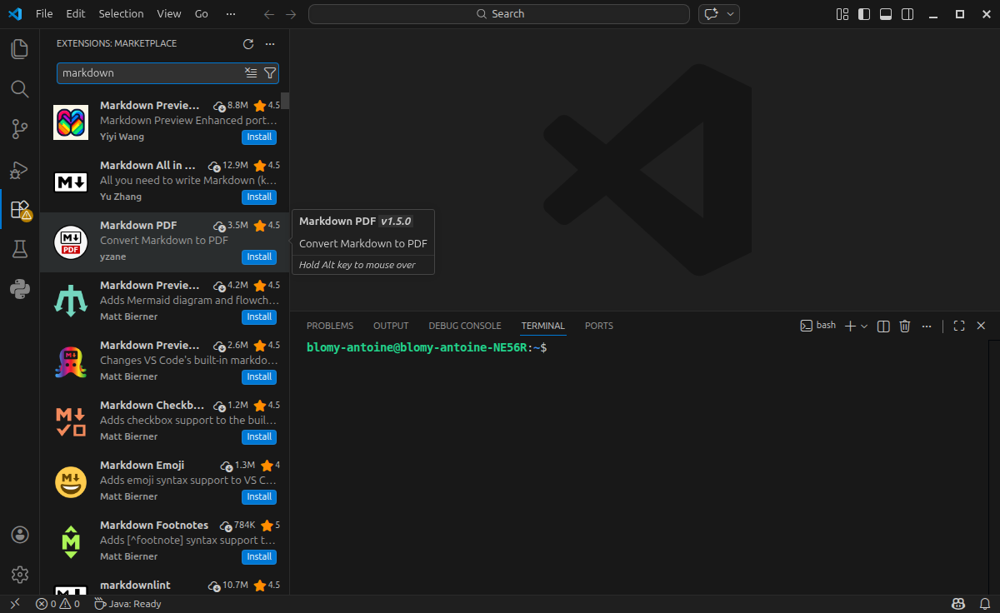 File Edit Selection View Go ··· Search
EXTENSIONS: MARKETPLACE
markdown
Markdown Previe... 8.8M 4.5
Markdown Preview Enhanced port...
Yiyi Wang Install
Markdown All in ... 12.9M 4.5
All you need to write Markdown (k...
Yu Zhang Install
Markdown PDF 3.5M 4.5
Convert Markdown to PDF
yzane Install
Markdown Previe... 4.2M 4.5
Adds Mermaid diagram and flowch...
Matt Bierner Install
Markdown Previe... 2.6M 4.5
Changes VS Code's built-in markdo...
Matt Bierner Install
Markdown Checkb... 1.2M 4.5
Adds checkbox support to the buil...
Matt Bierner Install
Markdown Emoji 1.3M 4
Adds emoji syntax support to VS C...
Matt Bierner Install
Markdown Footnotes 784K 5
Adds [^footnote] syntax support t...
Matt Bierner Install
markdownlint 10.7M 4.5
Markdown PDF v1.5.0
Convert Markdown to PDF
Hold Alt key to mouse over
PROBLEMS OUTPUT DEBUG CONSOLE TERMINAL PORTS bash
blomy-antoine@blomy-antoine-NE56R:~$
0 0 Java: Ready